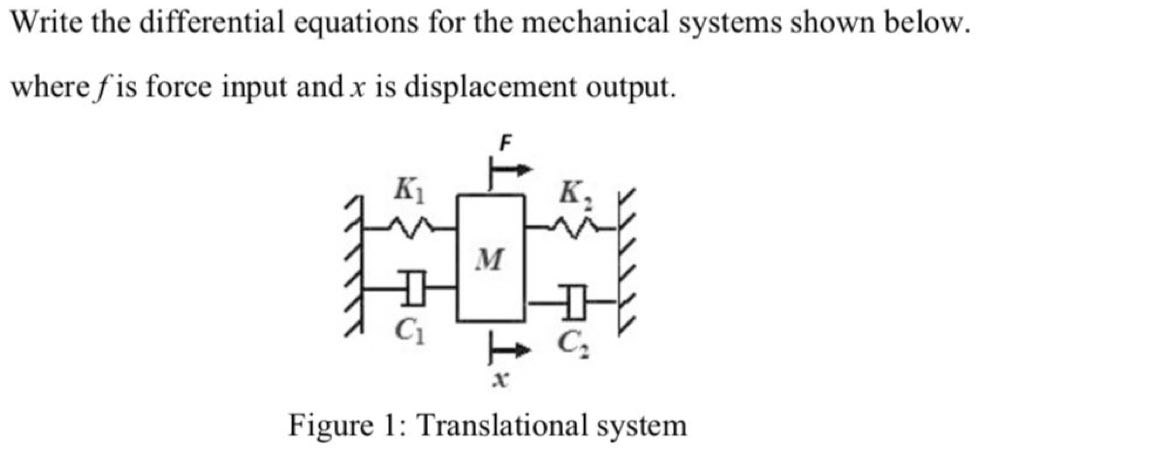 Write the differential equations for the mechanical systems shown below.
where f is force input and x is displacement output.
F
K₁
K₂
M
C₁
C₂
x
Figure 1: Translational system